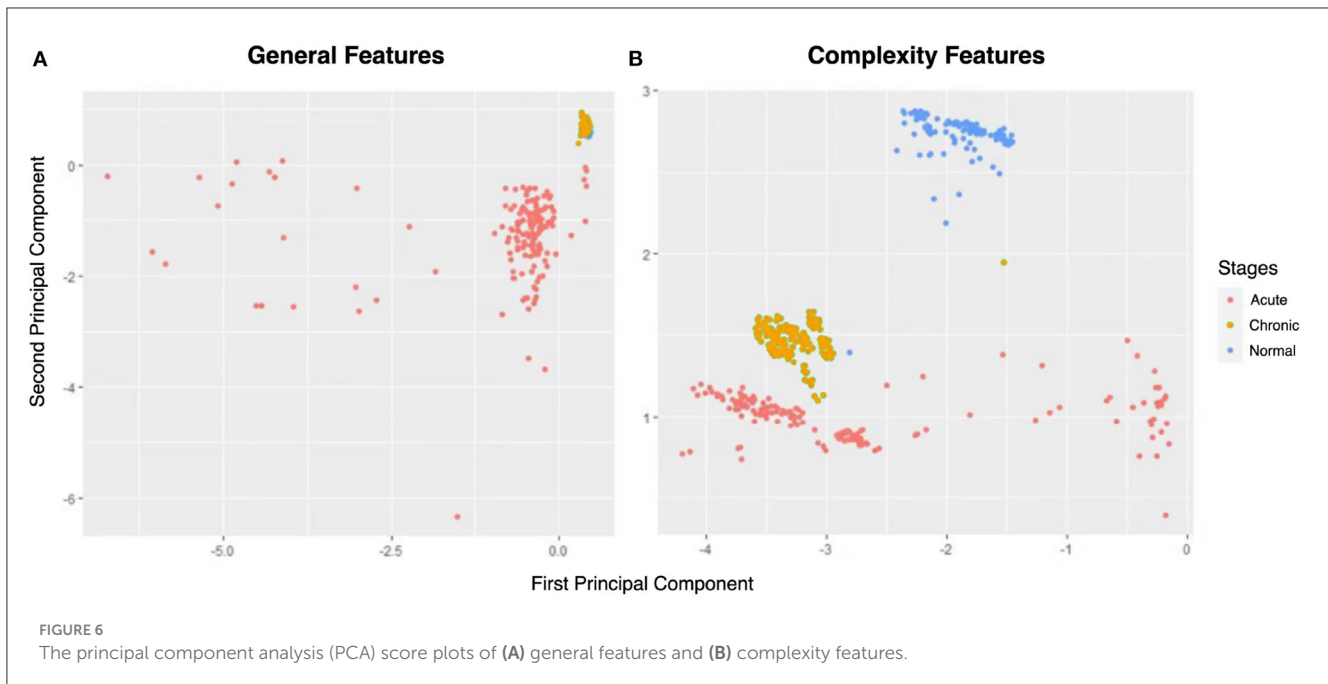 A
General Features
B
Complexity Features
Second Principal Component
0
-2
-4
-6
-5.0
-2.5
0.0
3
2
1
-4
-3
-2
-1
0
First Principal Component
Stages
Acute
Chronic
Normal
FIGURE 6
The principal component analysis (PCA) score plots of (A) general features and (B) complexity features.